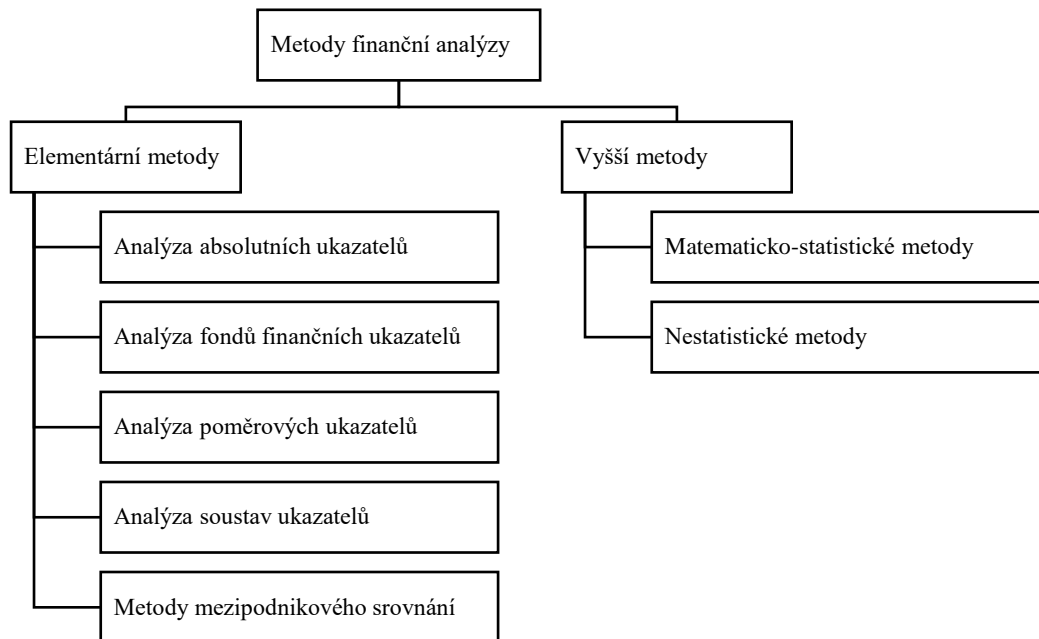 Metody finanční analýzy
Elementární metody
Analýza absolutních ukazatelů
Analýza fondů finančních ukazatelů
Analýza poměrových ukazatelů
Analýza soustav ukazatelů
Metody mezipodnikového srovnání
Vyšší metody
Matematicko-statistické metody
Nestatistické metody